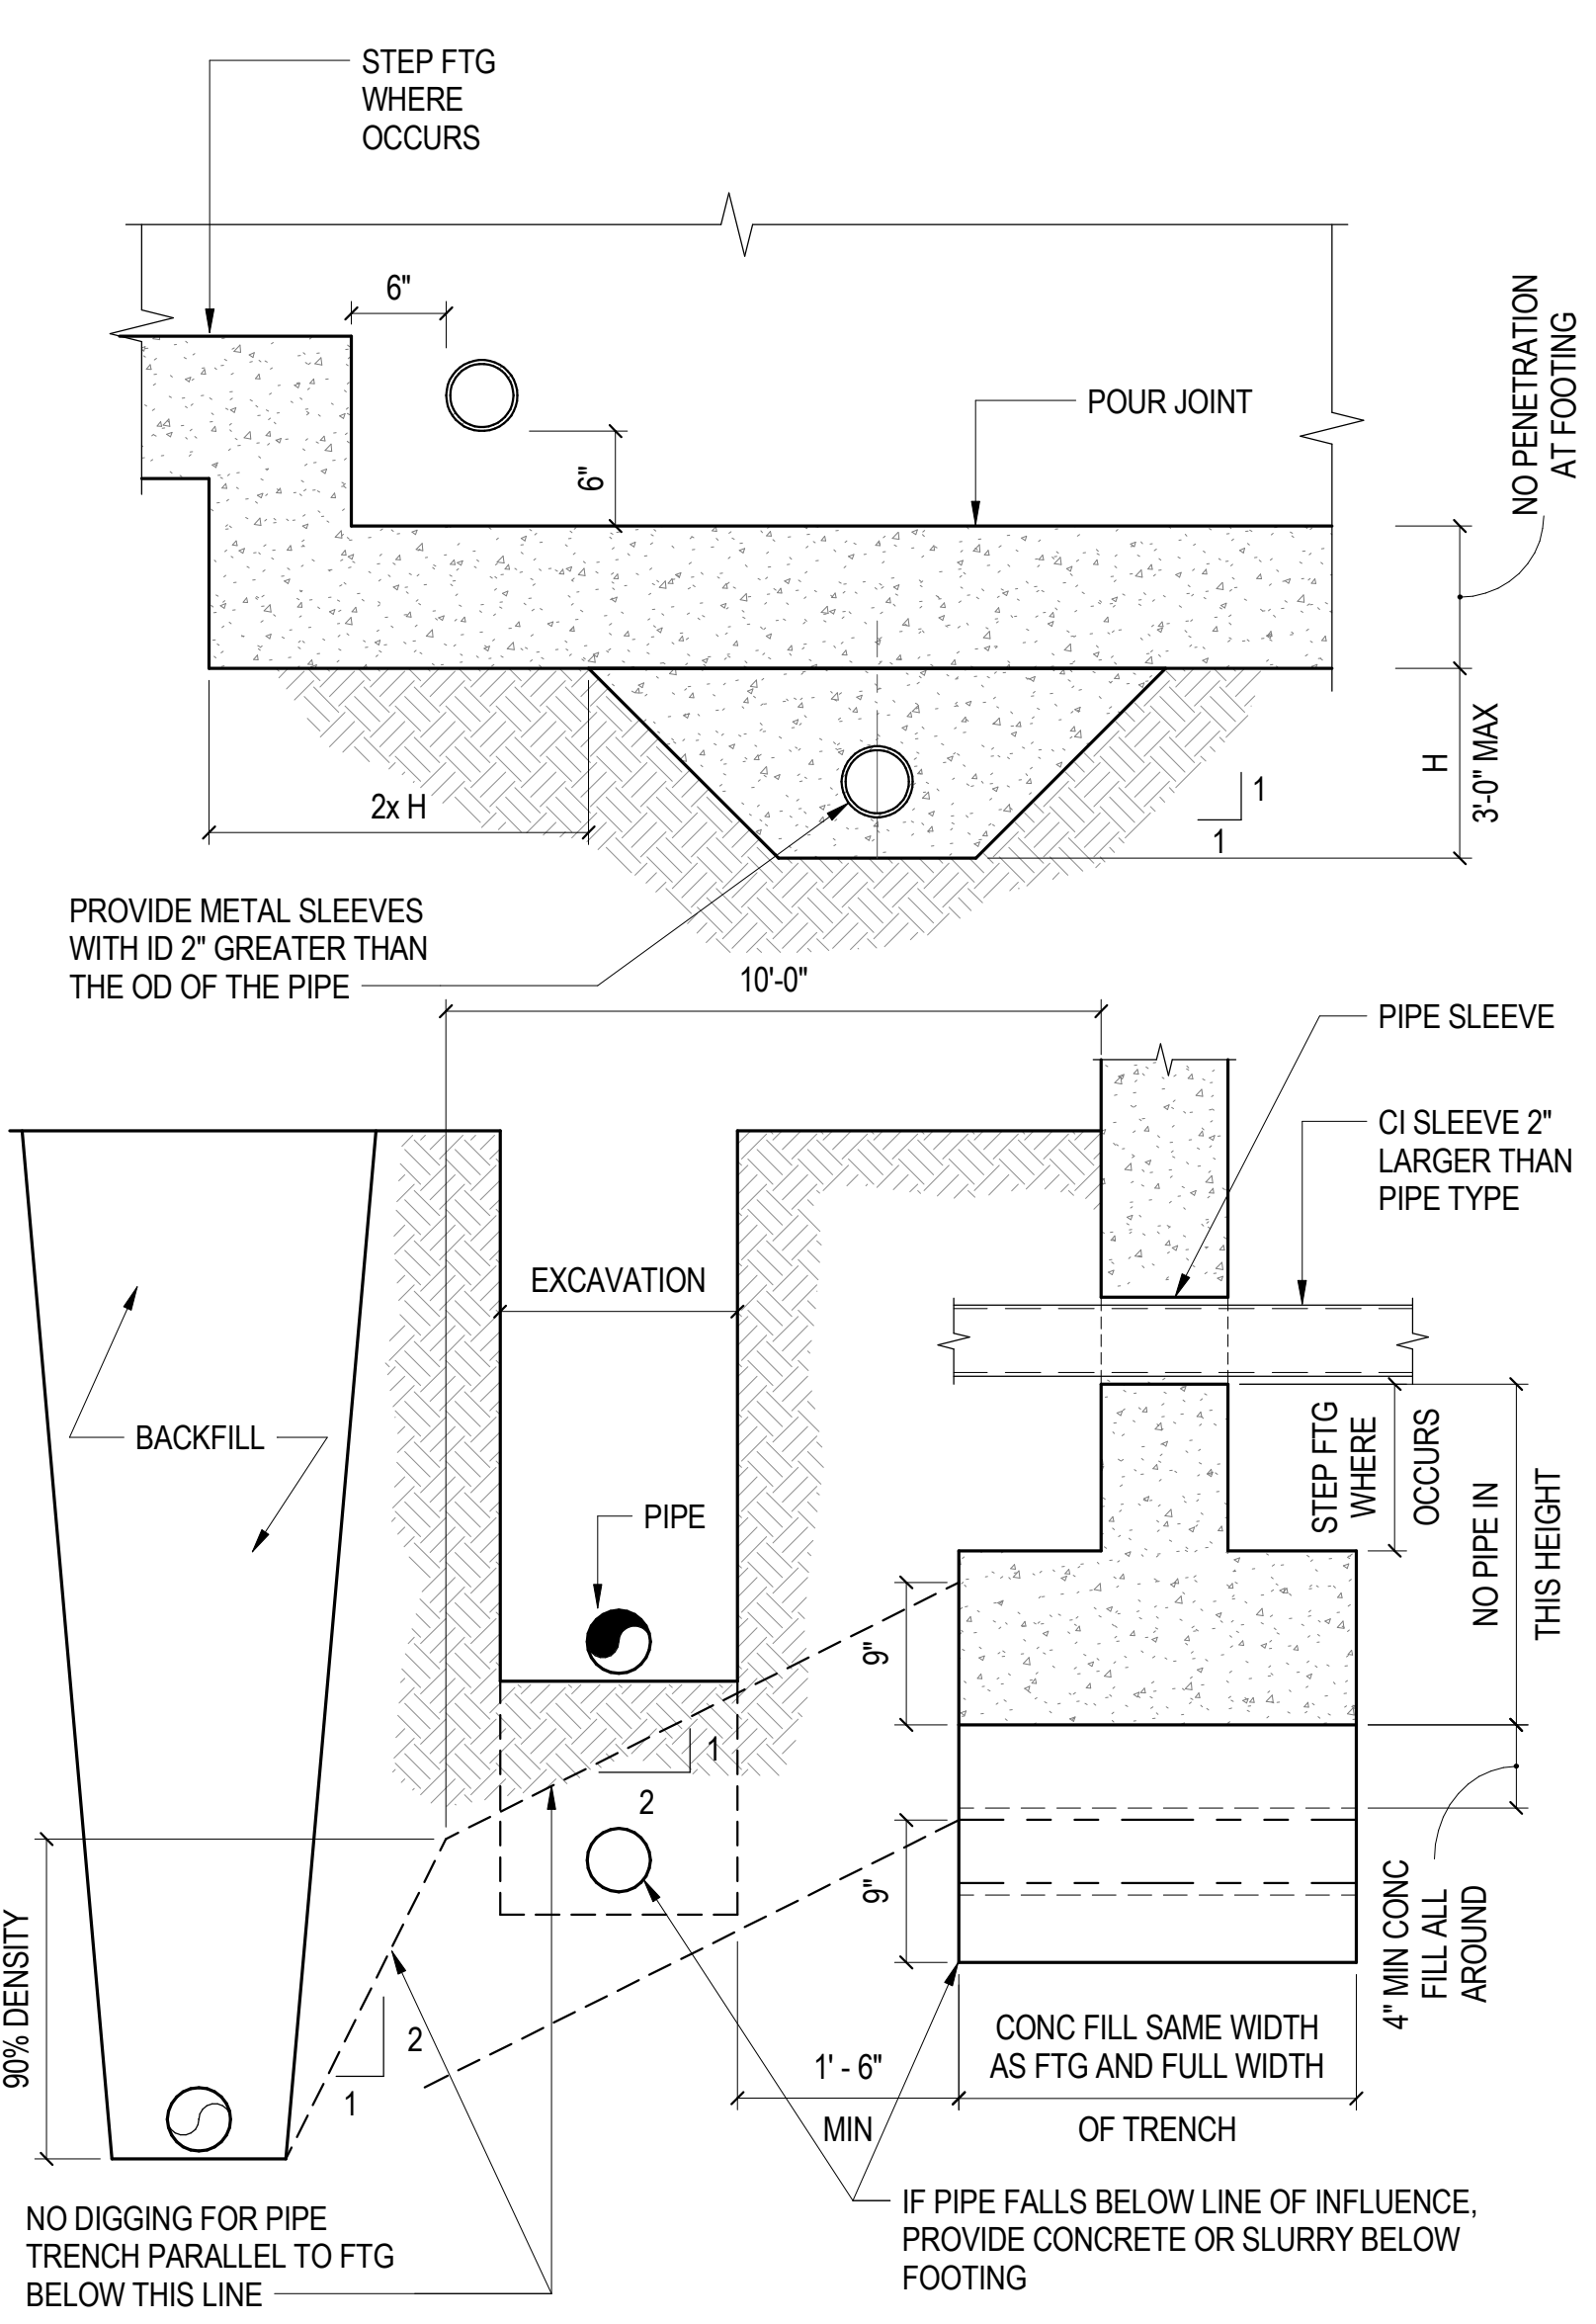 STEP FTG
WHERE
OCCURS
6"
6"
POUR JOINT
NO PENETRATION
AT FOOTING
2x H
1
1
H
3'-0" MAX
PROVIDE METAL SLEEVES
WITH ID 2" GREATER THAN
THE OD OF THE PIPE
10'-0"
PIPE SLEEVE
CI SLEEVE 2"
LARGER THAN
PIPE TYPE
EXCAVATION
BACKFILL
PIPE
STEP FTG
WHERE
OCCURS
NO PIPE IN
THIS HEIGHT
9"
1
2
9"
4" MIN CONC
FILL ALL
AROUND
90% DENSITY
2
1
1' - 6"
MIN
CONC FILL SAME WIDTH
AS FTG AND FULL WIDTH
OF TRENCH
NO DIGGING FOR PIPE
TRENCH PARALLEL TO FTG
BELOW THIS LINE
IF PIPE FALLS BELOW LINE OF INFLUENCE,
PROVIDE CONCRETE OR SLURRY BELOW
FOOTING